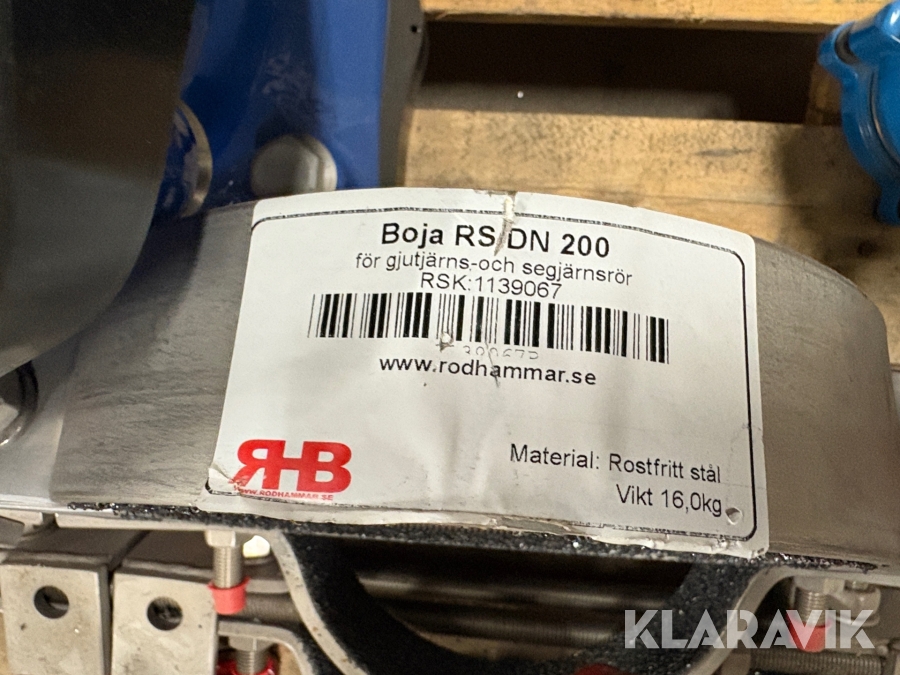 Boja RS DN 200
för gjutjärns-och segjärnsrör
RSK:1139067
www.rodhammar.se
RHB
WWW.RODHAMMAR.SE
Material: Rostfritt stål
Vikt 16,0kg
KLARAVIK